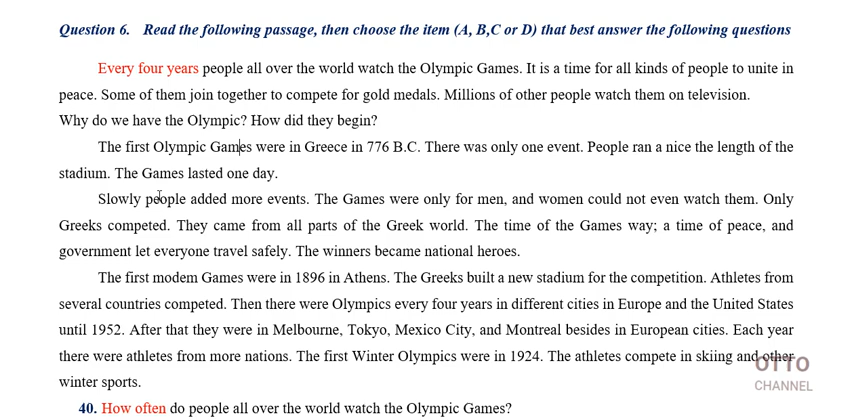 Question 6. Read the following passage, then choose the item (A, B,C or D) that best answer the following questions
Every four years people all over the world watch the Olympic Games. It is a time for all kinds of people to unite in
peace. Some of them join together to compete for gold medals. Millions of other people watch them on television.
Why do we have the Olympic? How did they begin?
The first Olympic Games were in Greece in 776 B.C. There was only one event. People ran a nice the length of the
stadium. The Games lasted one day.
Slowly people added more events. The Games were only for men, and women could not even watch them. Only
Greeks competed. They came from all parts of the Greek world. The time of the Games way; a time of peace, and
government let everyone travel safely. The winners became national heroes.
The first modem Games were in 1896 in Athens. The Greeks built a new stadium for the competition. Athletes from
several countries competed. Then there were Olympics every four years in different cities in Europe and the United States
until 1952. After that they were in Melbourne, Tokyo, Mexico City, and Montreal besides in European cities. Each year
there were athletes from more nations. The first Winter Olympics were in 1924. The athletes compete in skiing and other
winter sports.
OTTO
CHANNEL
40. How often do people all over the world watch the Olympic Games?